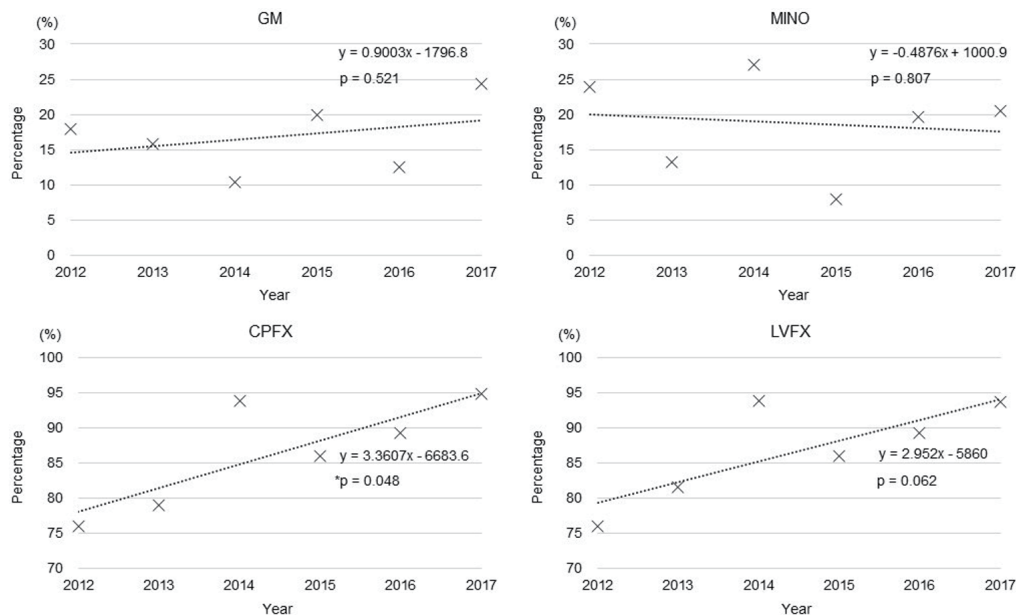 GM
(%)
30
y = 0.9003x - 1796.8
25
p = 0.521
20
15
10
5
0
Percentage
2012 2013 2014 2015 2016 2017
Year
MINO
(%)
30
y = -0.4876x + 1000.9
25
p = 0.807
20
15
10
5
0
Percentage
2012 2013 2014 2015 2016 2017
Year
CPFX
(%)
100
95
90
85
y = 3.3607x - 6683.6
*p = 0.048
80
75
70
Percentage
2012 2013 2014 2015 2016 2017
Year
LVFX
(%)
100
95
90
85
y = 2.952x - 5860
p = 0.062
80
75
70
Percentage
2012 2013 2014 2015 2016 2017
Year